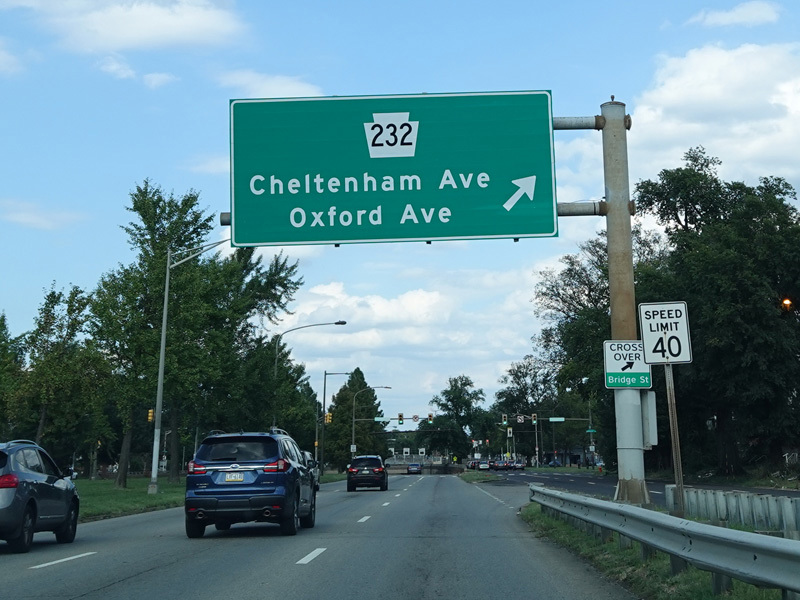 232
Cheltenham Ave
Oxford Ave
SPEED
LIMIT
40
CROSS
OVER
Bridge St